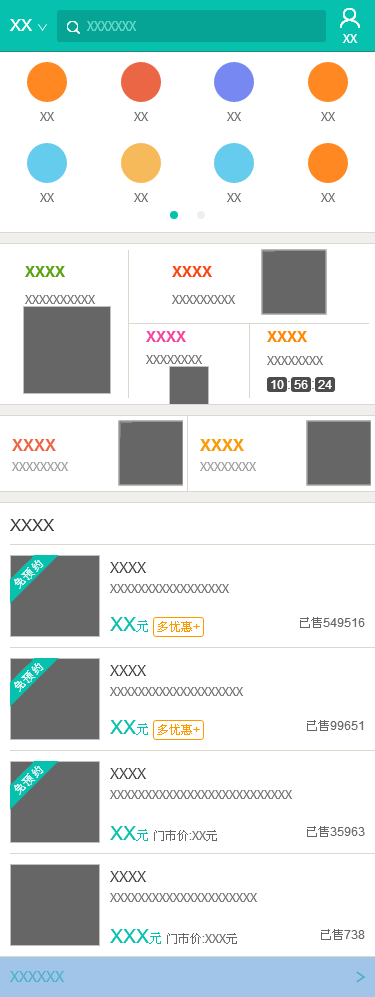 XX
XXXXXXX
XX
XX XX XX XX
XX XX XX XX
XXXX
XXXXXXXXXX
XXXX
XXXXXXXXX
XXXX
XXXXXXXX
XXXX
XXXXXXXX
10:56:24
XXXX
XXXXXXXX
XXXX
XXXXXXXX
XXXX
免预约
XXXX
XXXXXXXXXXXXXXXXX
XX元 多优惠+ 已售549516
免预约
XXXX
XXXXXXXXXXXXXXXXXXX
XX元 多优惠+ 已售99651
免预约
XXXX
XXXXXXXXXXXXXXXXXXXXXXXXXX
XX元 门市价:XX元 已售35963
XXXX
XXXXXXXXXXXXXXXXXXXXX
XXX元 门市价:XXX元 已售738
XXXXXX